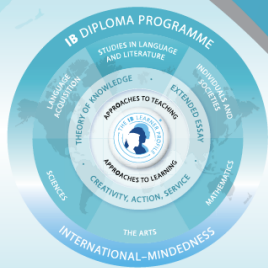 IB DIPLOMA PROGRAMME
STUDIES IN LANGUAGE
AND LITERATURE
LANGUAGE
ACQUISITION
INDIVIDUALS AND
SOCIETIES
THEORY OF KNOWLEDGE
EXTENDED ESSAY
APPROACHES TO TEACHING
THE IB LEARNER PROFILE
APPROACHES TO LEARNING
CREATIVITY, ACTION, SERVICE
SCIENCES
MATHEMATICS
THE ARTS
INTERNATIONAL-MINDEDNESS